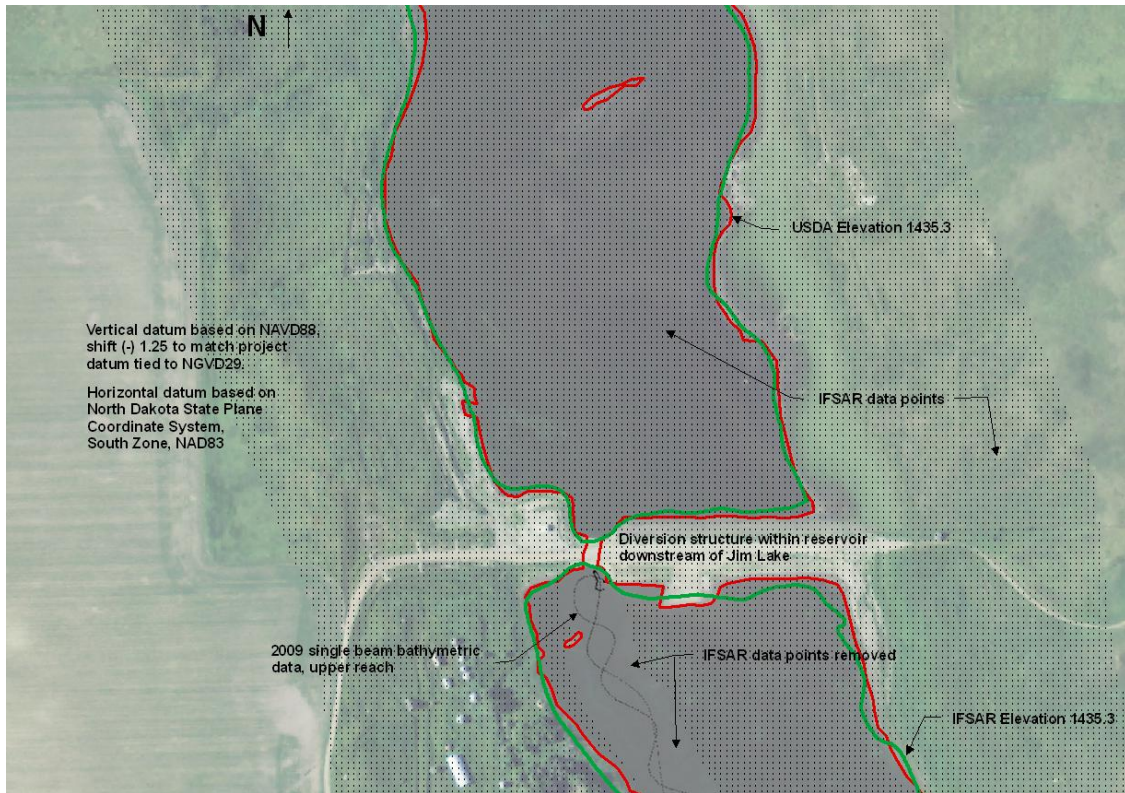 N
USDA Elevation 1435.3
Vertical datum based on NAVD88,
shift (-) 1.25 to match project
datum tied to NGVD29.
Horizontal datum based on
North Dakota State Plane
Coordinate System,
South Zone, NAD83
IFSAR data points
Diversion structure within reservoir
downstream of Jim Lake
2009 single beam bathymetric
data, upper reach
IFSAR data points removed
IFSAR Elevation 1435.3